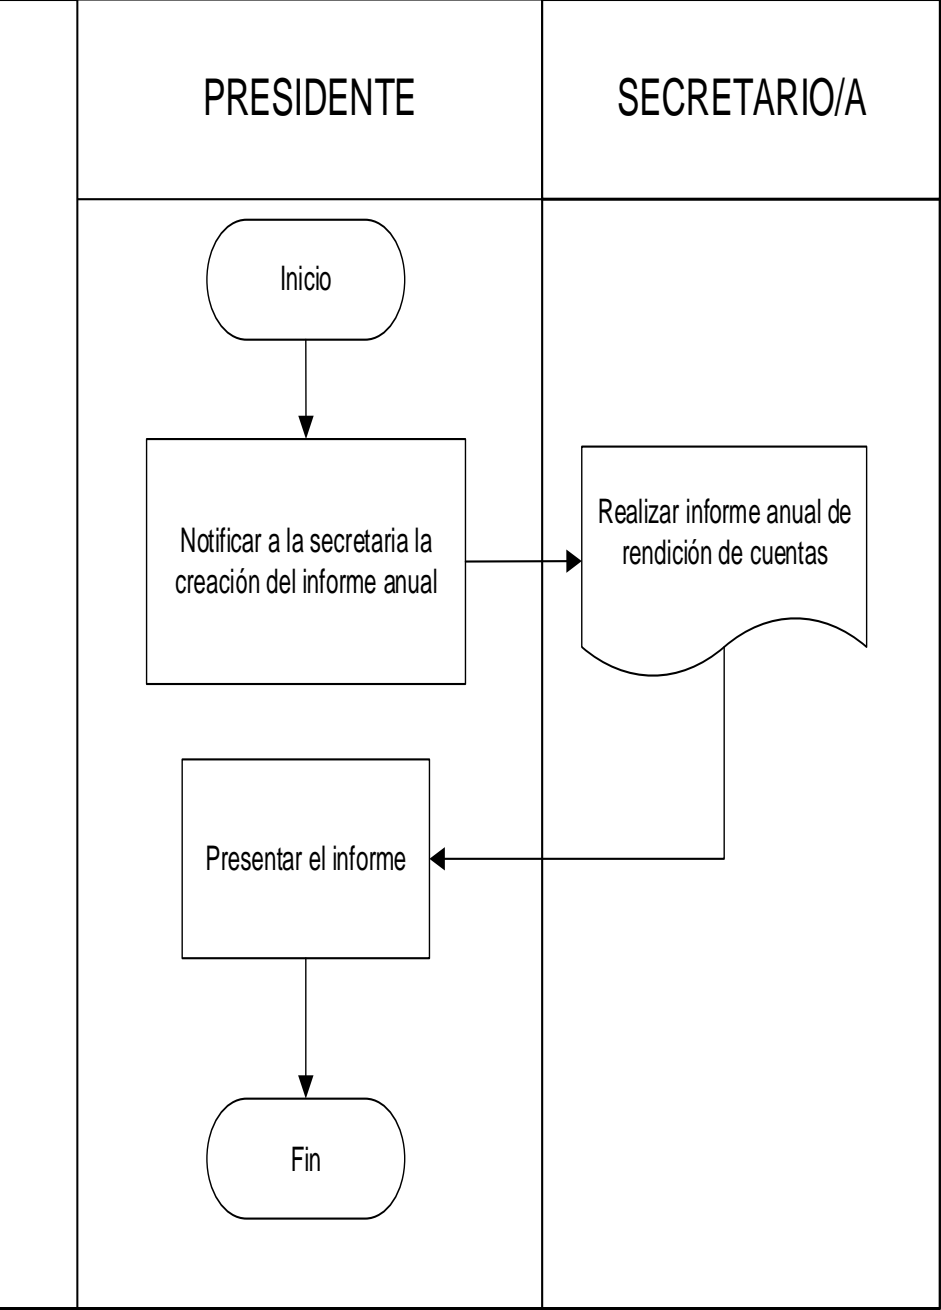 PRESIDENTE
SECRETARIO/A
Inicio
Notificar a la secretaria la
creación del informe anual
Realizar informe anual de
rendición de cuentas
Presentar el informe
Fin